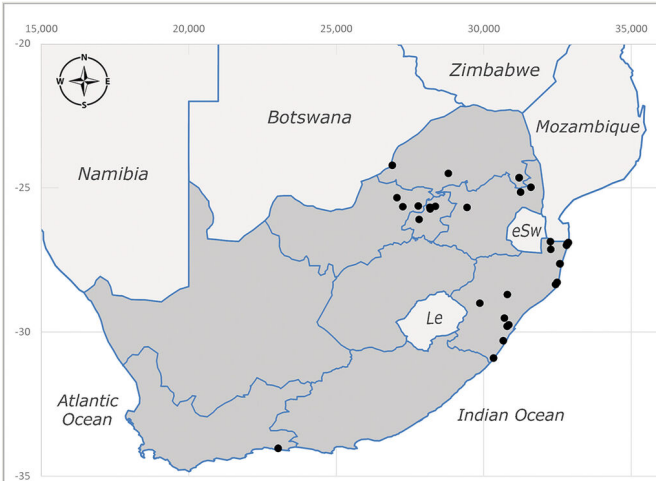 15,000 20,000 25,000 30,000 35,000
-20
N
W E
S
Zimbabwe
Botswana
Mozambique
Namibia
-25
eSw
Le
-30
Atlantic
Ocean
Indian Ocean
-35